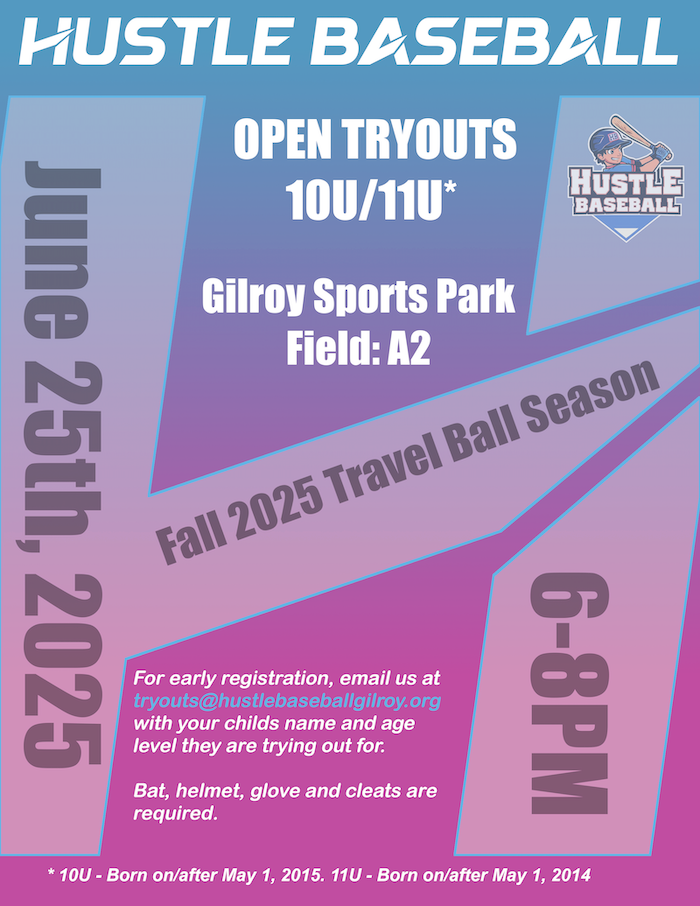 HUSTLE BASEBALL
OPEN TRYOUTS
10U/11U*
HUSTLE
BASEBALL
Gilroy Sports Park
Field: A2
June 25th, 2025
Fall 2025 Travel Ball Season
6-8PM
For early registration, email us at
tryouts@hustlebaseballgilroy.org
with your childs name and age
level they are trying out for.
Bat, helmet, glove and cleats are
required.
* 10U - Born on/after May 1, 2015. 11U - Born on/after May 1, 2014